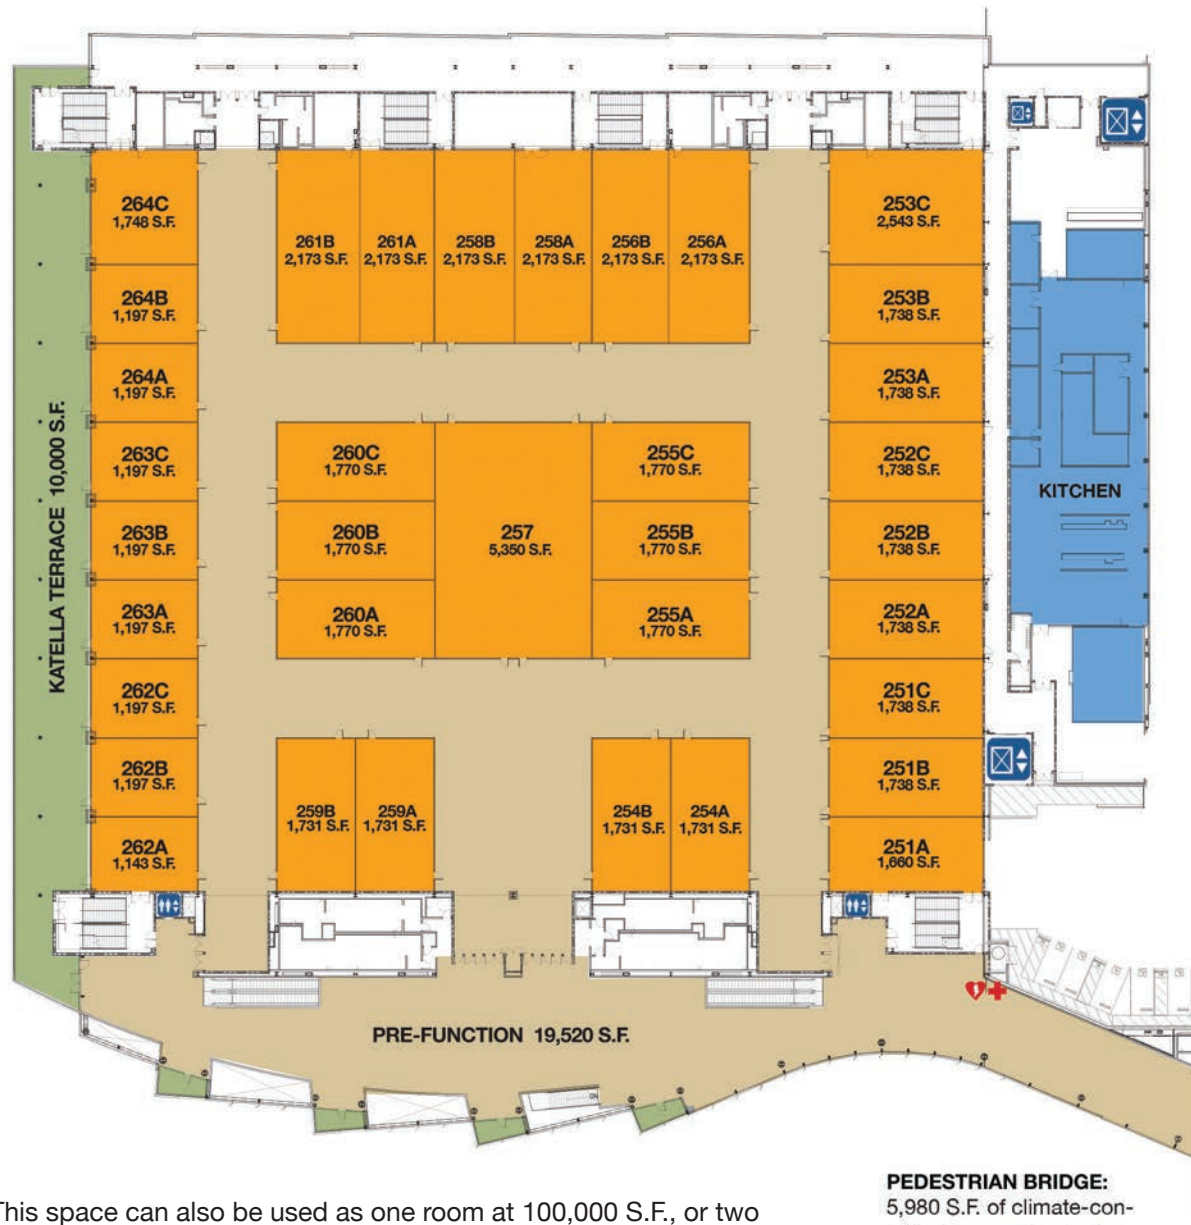 264C
1,748 S.F.
261B
2,173 S.F.
261A
2,173 S.F.
258B
2,173 S.F.
258A
2,173 S.F.
256B
2,173 S.F.
256A
2,173 S.F.
253C
2,543 S.F.
264B
1,197 S.F.
253B
1,738 S.F.
264A
1,197 S.F.
253A
1,738 S.F.
KATELLA TERRACE 10,000 S.F.
263C
1,197 S.F.
260C
1,770 S.F.
255C
1,770 S.F.
252C
1,738 S.F.
KITCHEN
263B
1,197 S.F.
260B
1,770 S.F.
257
5,350 S.F.
255B
1,770 S.F.
252B
1,738 S.F.
263A
1,197 S.F.
260A
1,770 S.F.
255A
1,770 S.F.
252A
1,738 S.F.
262C
1,197 S.F.
251C
1,738 S.F.
262B
1,197 S.F.
251B
1,738 S.F.
259B
1,731 S.F.
259A
1,731 S.F.
254B
1,731 S.F.
254A
1,731 S.F.
262A
1,143 S.F.
251A
1,660 S.F.
PRE-FUNCTION 19,520 S.F.
PEDESTRIAN BRIDGE:
5,980 S.F. of climate-con-
This space can also be used as one room at 100,000 S.F., or two